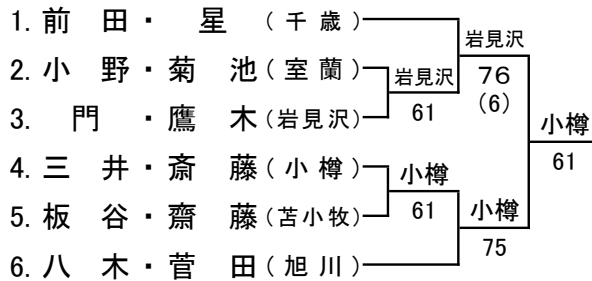 1. 前 田・ 星 (千歳)
岩見沢
2. 小 野・菊 池(室蘭)
岩見沢
76
(6)
3. 門 ・鷹 木(岩見沢)
61
小樽
4. 三 井・斎 藤(小樽)
小樽
61
5. 板 谷・齋 藤(苫小牧)
61
小樽
75
6. 八 木・菅 田(旭川)